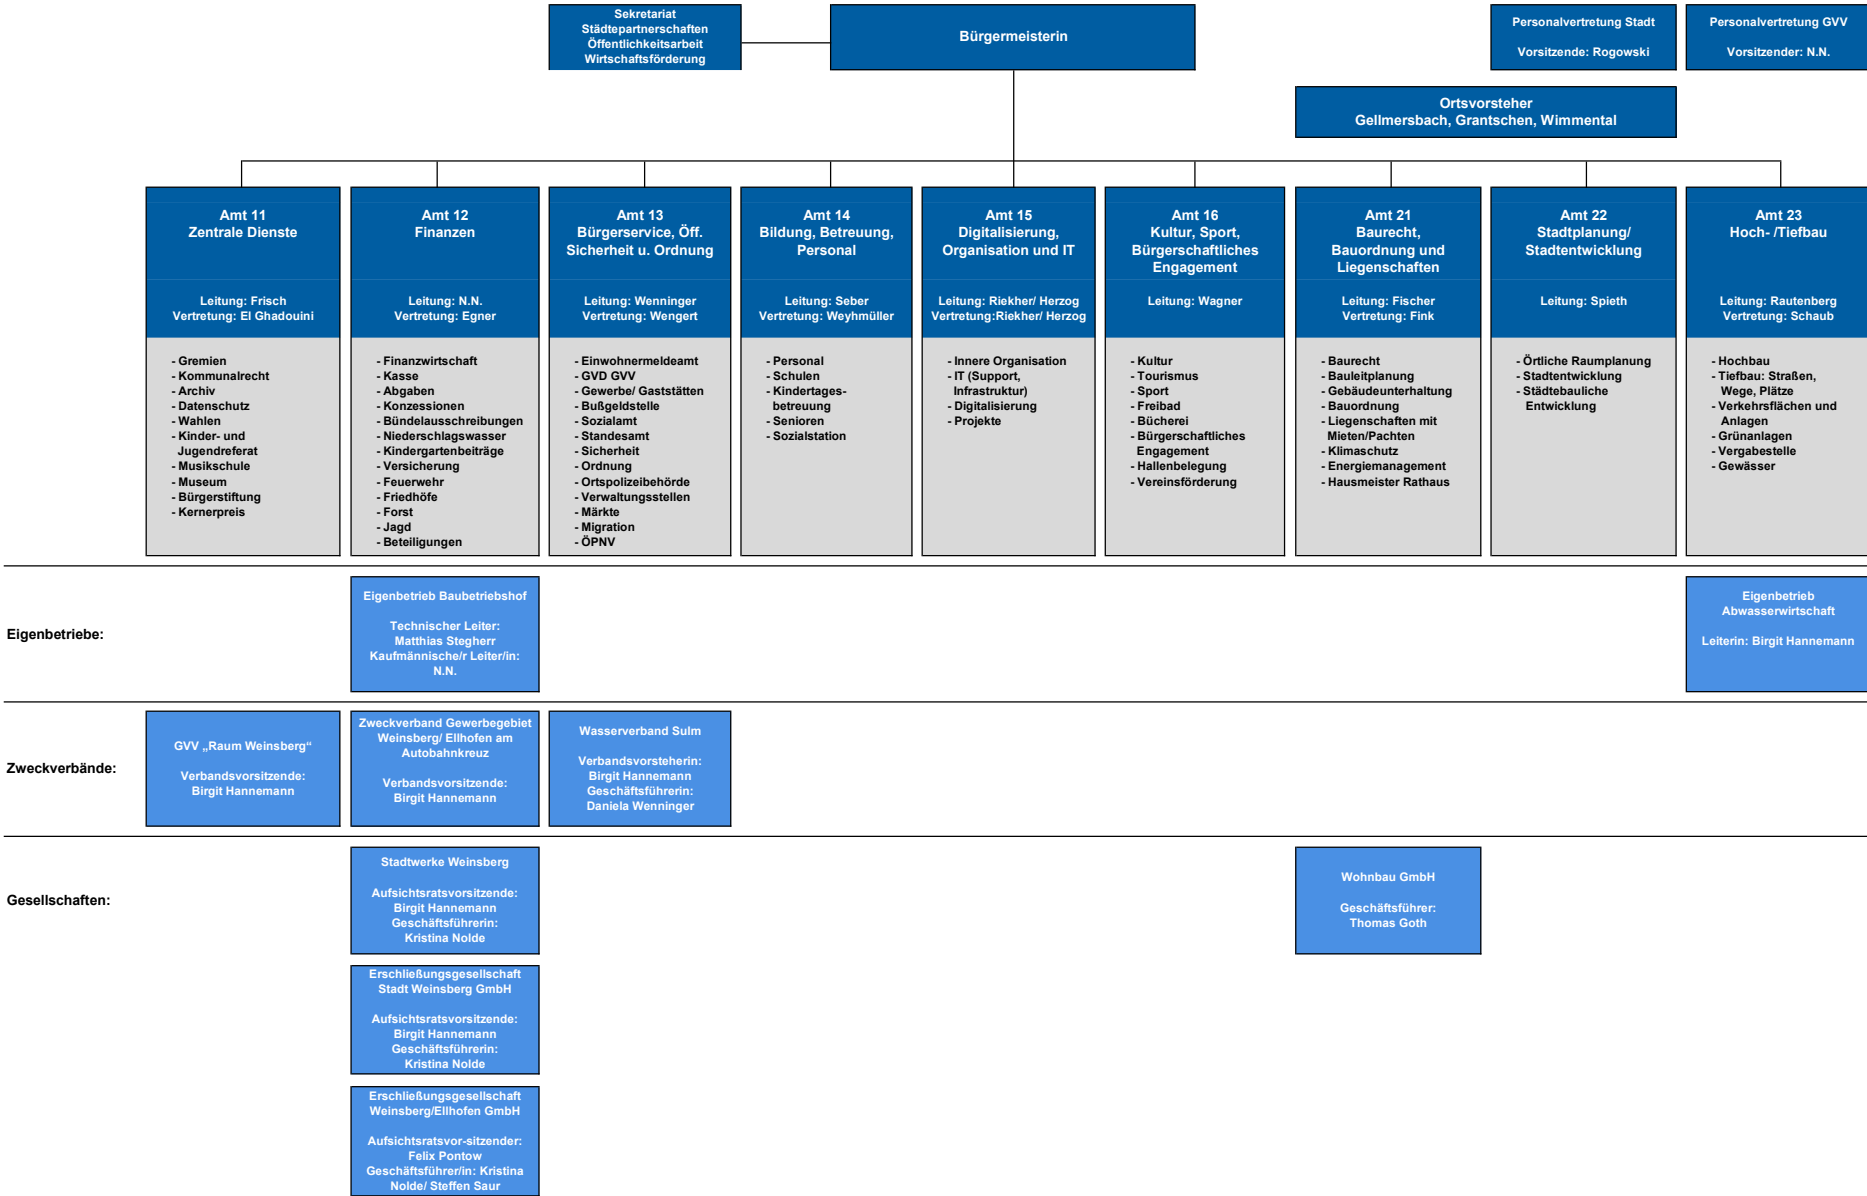 Sekretariat
Städtepartnerschaften
Öffentlichkeitsarbeit
Wirtschaftsförderung
Bürgermeisterin
Personalvertretung Stadt
Vorsitzende: Rogowski
Personalvertretung GVV
Vorsitzender: N.N.
Ortsvorsteher
Gellmersbach, Grantschen, Wimmental
Amt 11
Zentrale Dienste
Leitung: Frisch
Vertretung: El Ghadouini
- Gremien
- Kommunalrecht
- Archiv
- Datenschutz
- Wahlen
- Kinder- und
Jugendreferat
- Musikschule
- Museum
- Bürgerstiftung
- Kernerpreis
Amt 12
Finanzen
Leitung: N.N.
Vertretung: Egner
- Finanzwirtschaft
- Kasse
- Abgaben
- Konzessionen
- Bündelausschreibungen
- Niederschlagswasser
- Kindergartenbeiträge
- Versicherung
- Feuerwehr
- Friedhöfe
- Forst
- Jagd
- Beteiligungen
Amt 13
Bürgerservice, Öff.
Sicherheit u. Ordnung
Leitung: Wenninger
Vertretung: Wengert
- Einwohnermeldeamt
- GVD GVV
- Gewerbe/ Gaststätten
- Bußgeldstelle
- Sozialamt
- Standesamt
- Sicherheit
- Ordnung
- Ortspolizeibehörde
- Verwaltungsstellen
- Märkte
- Migration
- ÖPNV
Amt 14
Bildung, Betreuung,
Personal
Leitung: Seber
Vertretung: Weyhmüller
- Personal
- Schulen
- Kindertages-
betreuung
- Senioren
- Sozialstation
Amt 15
Digitalisierung,
Organisation und IT
Leitung: Riekher/ Herzog
Vertretung:Riekher/ Herzog
- Innere Organisation
- IT (Support,
Infrastruktur)
- Digitalisierung
- Projekte
Amt 16
Kultur, Sport,
Bürgerschaftliches
Engagement
Leitung: Wagner
- Kultur
- Tourismus
- Sport
- Freibad
- Bücherei
- Bürgerschaftliches
Engagement
- Hallenbelegung
- Vereinsförderung
Amt 21
Baurecht,
Bauordnung und
Liegenschaften
Leitung: Fischer
Vertretung: Fink
- Baurecht
- Bauleitplanung
- Gebäudeunterhaltung
- Bauordnung
- Liegenschaften mit
Mieten/Pachten
- Klimaschutz
- Energiemanagement
- Hausmeister Rathaus
Amt 22
Stadtplanung/
Stadtentwicklung
Leitung: Spieth
- Örtliche Raumplanung
- Stadtentwicklung
- Städtebauliche
Entwicklung
Amt 23
Hoch- /Tiefbau
Leitung: Rautenberg
Vertretung: Schaub
- Hochbau
- Tiefbau: Straßen,
Wege, Plätze
- Verkehrsflächen und
Anlagen
- Grünanlagen
- Vergabestelle
- Gewässer
Eigenbetriebe:
Eigenbetrieb Baubetriebshof
Technischer Leiter:
Matthias Stegherr
Kaufmännische/r Leiter/in:
N.N.
Eigenbetrieb
Abwasserwirtschaft
Leiterin: Birgit Hannemann
Zweckverbände:
GVV „Raum Weinsberg“
Verbandsvorsitzende:
Birgit Hannemann
Zweckverband Gewerbegebiet
Weinsberg/ Ellhofen am
Autobahnkreuz
Verbandsvorsitzende:
Birgit Hannemann
Wasserverband Sulm
Verbandsvorsteherin:
Birgit Hannemann
Geschäftsführerin:
Daniela Wenninger
Gesellschaften:
Stadtwerke Weinsberg
Aufsichtsratsvorsitzende:
Birgit Hannemann
Geschäftsführerin:
Kristina Nolde
Wohnbau GmbH
Geschäftsführer:
Thomas Goth
Erschließungsgesellschaft
Stadt Weinsberg GmbH
Aufsichtsratsvorsitzende:
Birgit Hannemann
Geschäftsführerin:
Kristina Nolde
Erschließungsgesellschaft
Weinsberg/Ellhofen GmbH
Aufsichtsratsvor-sitzender:
Felix Pontow
Geschäftsführer/in: Kristina
Nolde/ Steffen Saur